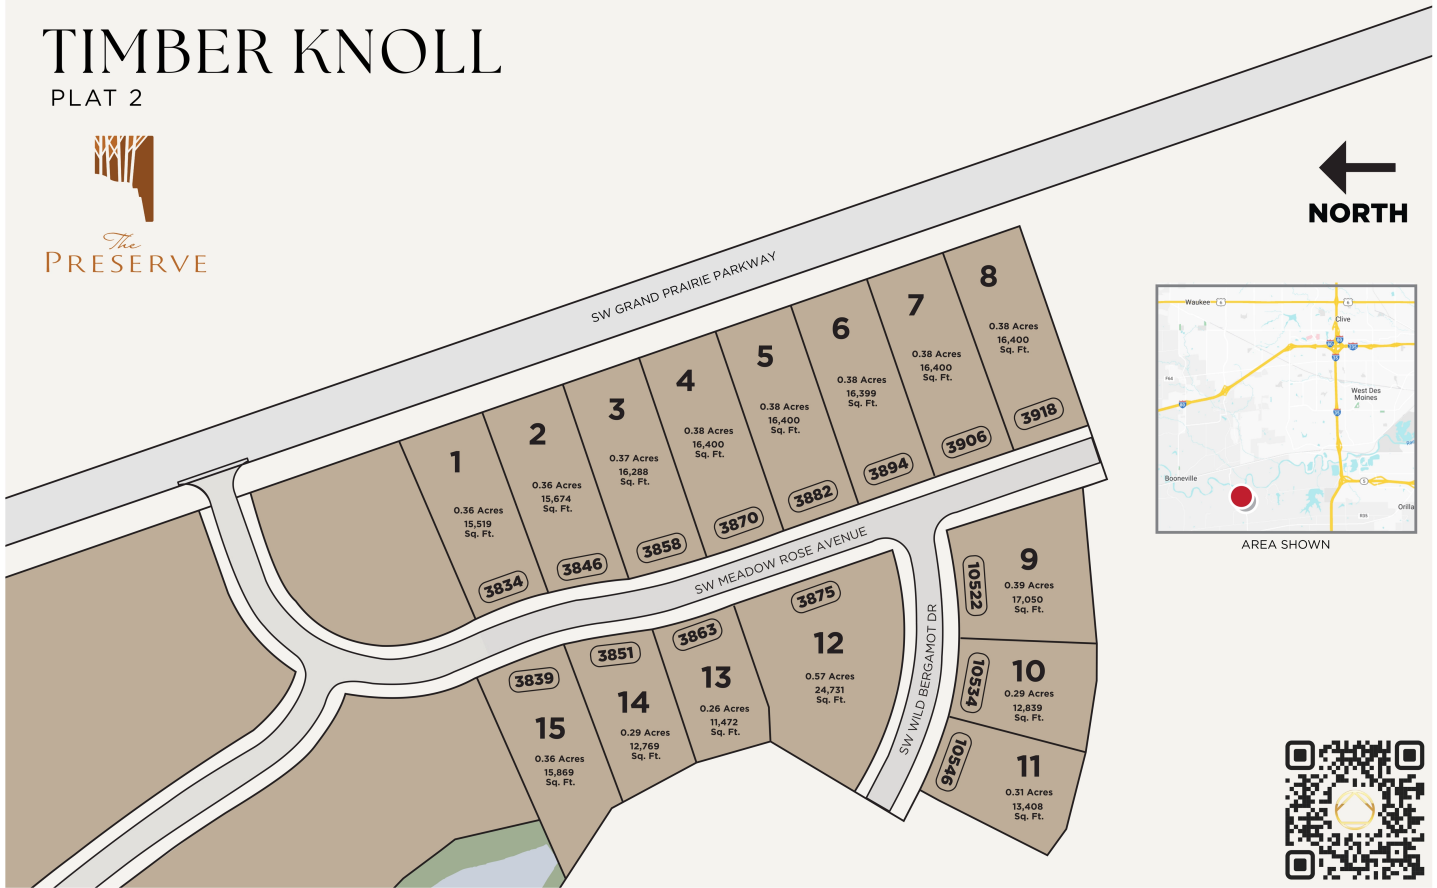 TIMBER KNOLL
PLAT 2
The
PRESERVE
NORTH
SW GRAND PRAIRIE PARKWAY
1
0.36 Acres
15,519
Sq. Ft.
3834
2
0.36 Acres
15,674
Sq. Ft.
3846
3
0.37 Acres
16,288
Sq. Ft.
3858
4
0.38 Acres
16,400
Sq. Ft.
3870
5
0.38 Acres
16,400
Sq. Ft.
3882
6
0.38 Acres
16,399
Sq. Ft.
3894
7
0.38 Acres
16,400
Sq. Ft.
3906
8
0.38 Acres
16,400
Sq. Ft.
3918
SW MEADOW ROSE AVENUE
SW WILD BERGAMOT DR
10522
9
0.39 Acres
17,050
Sq. Ft.
10534
10
0.29 Acres
12,839
Sq. Ft.
10546
11
0.31 Acres
13,408
Sq. Ft.
3875
12
0.57 Acres
24,731
Sq. Ft.
3863
13
0.26 Acres
11,472
Sq. Ft.
3851
14
0.29 Acres
12,769
Sq. Ft.
3839
15
0.36 Acres
15,869
Sq. Ft.
Waukee
6
6
Clive
West Des
Moines
Booneville
5
Orilla
AREA SHOWN